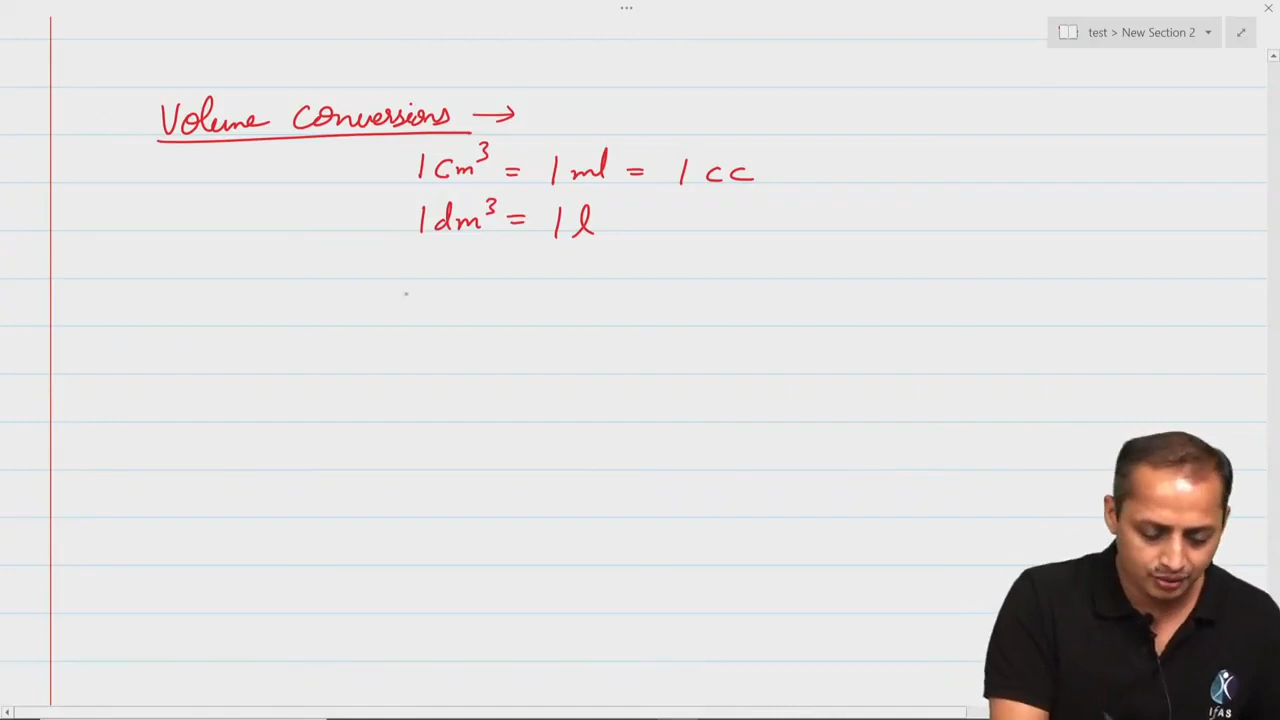 test > New Section 2
Volume Conversions →
1 cm³ = 1 ml = 1 cc
1 dm³ = 1 l
IFAS